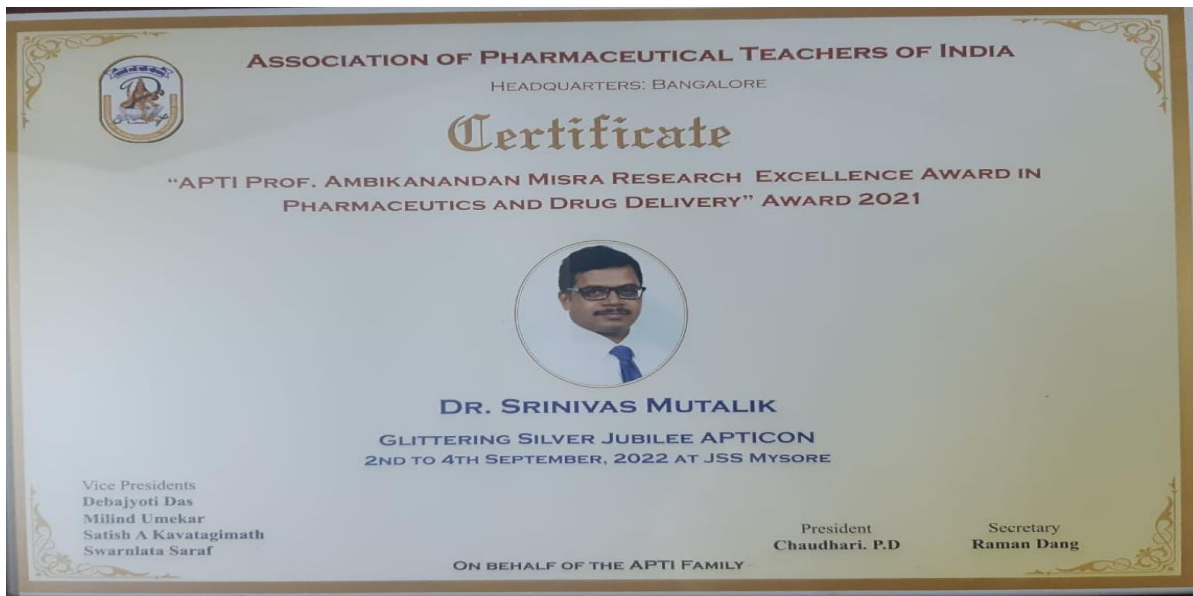 ASSOCIATION OF PHARMACEUTICAL TEACHERS OF INDIA
HEADQUARTERS: BANGALORE
Certificate
“APTI PROF. AMBIKANANDAN MISRA RESEARCH EXCELLENCE AWARD IN
PHARMACEUTICS AND DRUG DELIVERY” AWARD 2021
DR. SRINIVAS MUTALIK
GLITTERING SILVER JUBILEE APTICON
2ND TO 4TH SEPTEMBER, 2022 AT JSS MYSORE
Vice Presidents
Debajyoti Das
Milind Umekar
Satish A Kavatagimath
Swarnlata Saraf
President
Chaudhari. P.D
Secretary
Raman Dang
ON BEHALF OF THE APTI FAMILY